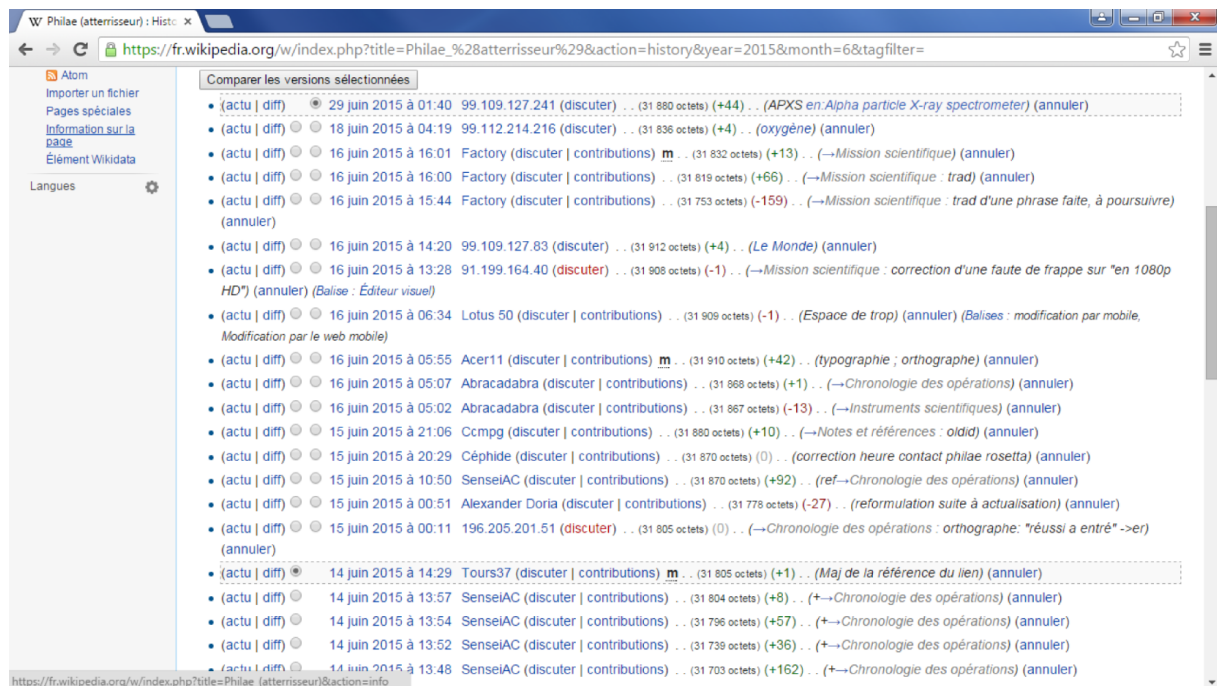 Philae (atterrisseur) : Histo
https://fr.wikipedia.org/w/index.php?title=Philae_%28atterrisseur%29&action=history&year=2015&month=6&tagfilter=
Atom
Importer un fichier
Pages spéciales
Information sur la
page
Élément Wikidata
Langues
Comparer les versions sélectionnées
(actu | diff) 29 juin 2015 à 01:40 99.109.127.241 (discuter) . . (31 880 octets) (+44) . . (APXS en:Alpha particle X-ray spectrometer) (annuler)
(actu | diff) 18 juin 2015 à 04:19 99.112.214.216 (discuter) . . (31 836 octets) (+4) . . (oxygène) (annuler)
(actu | diff) 16 juin 2015 à 16:01 Factory (discuter | contributions) m . . (31 832 octets) (+13) . . (→Mission scientifique) (annuler)
(actu | diff) 16 juin 2015 à 16:00 Factory (discuter | contributions) . . (31 819 octets) (+66) . . (→Mission scientifique : trad) (annuler)
(actu | diff) 16 juin 2015 à 15:44 Factory (discuter | contributions) . . (31 753 octets) (-159) . . (→Mission scientifique : trad d'une phrase faite, à poursuivre)
(annuler)
(actu | diff) 16 juin 2015 à 14:20 99.109.127.83 (discuter) . . (31 912 octets) (+4) . . (Le Monde) (annuler)
(actu | diff) 16 juin 2015 à 13:28 91.199.164.40 (discuter) . . (31 908 octets) (-1) . . (→Mission scientifique : correction d'une faute de frappe sur "en 1080p
HD") (annuler) (Balise : Éditeur visuel)
(actu | diff) 16 juin 2015 à 06:34 Lotus 50 (discuter | contributions) . . (31 909 octets) (-1) . . (Espace de trop) (annuler) (Balises : modification par mobile,
Modification par le web mobile)
(actu | diff) 16 juin 2015 à 05:55 Acer11 (discuter | contributions) m . . (31 910 octets) (+42) . . (typographie ; orthographe) (annuler)
(actu | diff) 16 juin 2015 à 05:07 Abracadabra (discuter | contributions) . . (31 868 octets) (+1) . . (→Chronologie des opérations) (annuler)
(actu | diff) 16 juin 2015 à 05:02 Abracadabra (discuter | contributions) . . (31 867 octets) (-13) . . (→Instruments scientifiques) (annuler)
(actu | diff) 15 juin 2015 à 21:06 Ccmpg (discuter | contributions) . . (31 880 octets) (+10) . . (→Notes et références : oldid) (annuler)
(actu | diff) 15 juin 2015 à 20:29 Céphide (discuter | contributions) . . (31 870 octets) (0) . . (correction heure contact philae rosetta) (annuler)
(actu | diff) 15 juin 2015 à 10:50 SenseiAC (discuter | contributions) . . (31 870 octets) (+92) . . (ref→Chronologie des opérations) (annuler)
(actu | diff) 15 juin 2015 à 00:51 Alexander Doria (discuter | contributions) . . (31 778 octets) (-27) . . (reformulation suite à actualisation) (annuler)
(actu | diff) 15 juin 2015 à 00:11 196.205.201.51 (discuter) . . (31 805 octets) (0) . . (→Chronologie des opérations : orthographe: "réussi a entré" ->er)
(annuler)
(actu | diff) 14 juin 2015 à 14:29 Tours37 (discuter | contributions) m . . (31 805 octets) (+1) . . (Maj de la référence du lien) (annuler)
(actu | diff) 14 juin 2015 à 13:57 SenseiAC (discuter | contributions) . . (31 804 octets) (+8) . . (+→Chronologie des opérations) (annuler)
(actu | diff) 14 juin 2015 à 13:54 SenseiAC (discuter | contributions) . . (31 796 octets) (+57) . . (+→Chronologie des opérations) (annuler)
(actu | diff) 14 juin 2015 à 13:52 SenseiAC (discuter | contributions) . . (31 739 octets) (+36) . . (+→Chronologie des opérations) (annuler)
(actu | diff) 14 juin 2015 à 13:48 SenseiAC (discuter | contributions) . . (31 703 octets) (+162) . . (+→Chronologie des opérations) (annuler)
https://fr.wikipedia.org/w/index.php?title=Philae_(atterrisseur)&action=info